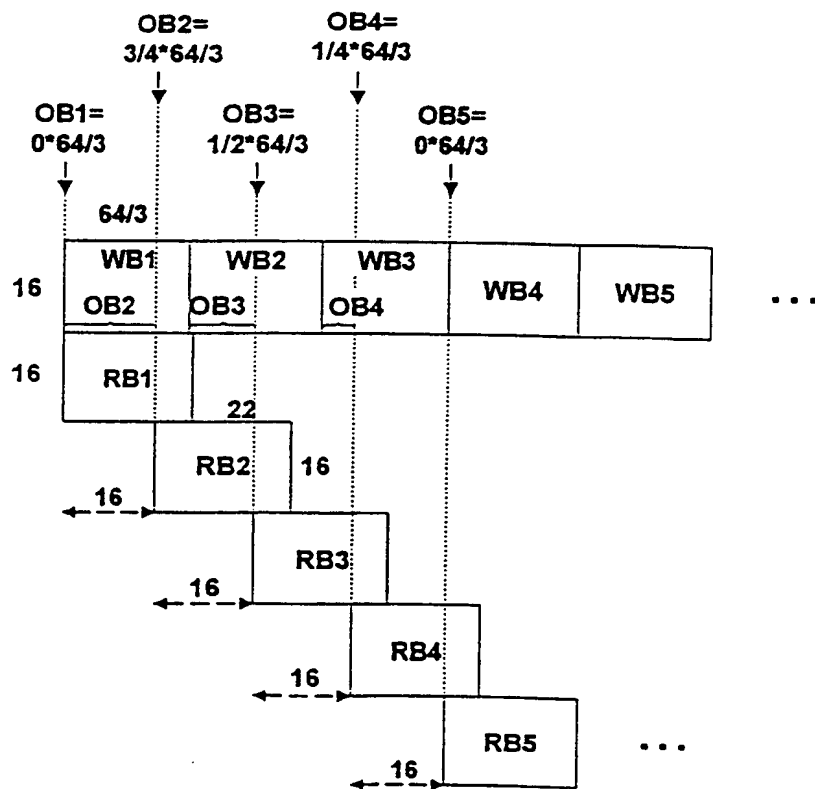 OB2=
3/4*64/3
OB4=
1/4*64/3
OB1=
0*64/3
OB3=
1/2*64/3
OB5=
0*64/3
64/3
16
WB1
WB2
WB3
WB4
WB5
...
OB2
OB3
OB4
16
RB1
22
RB2
16
16
RB3
16
RB4
16
RB5
...
16